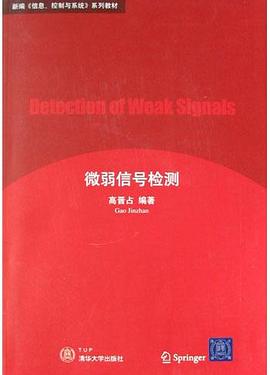 新编《信息、控制与系统》系列教材
Detection of Weak Signals
微弱信号检测
高晋占 编著
Gao Jinzhan
TUP
清华大学出版社
Springer